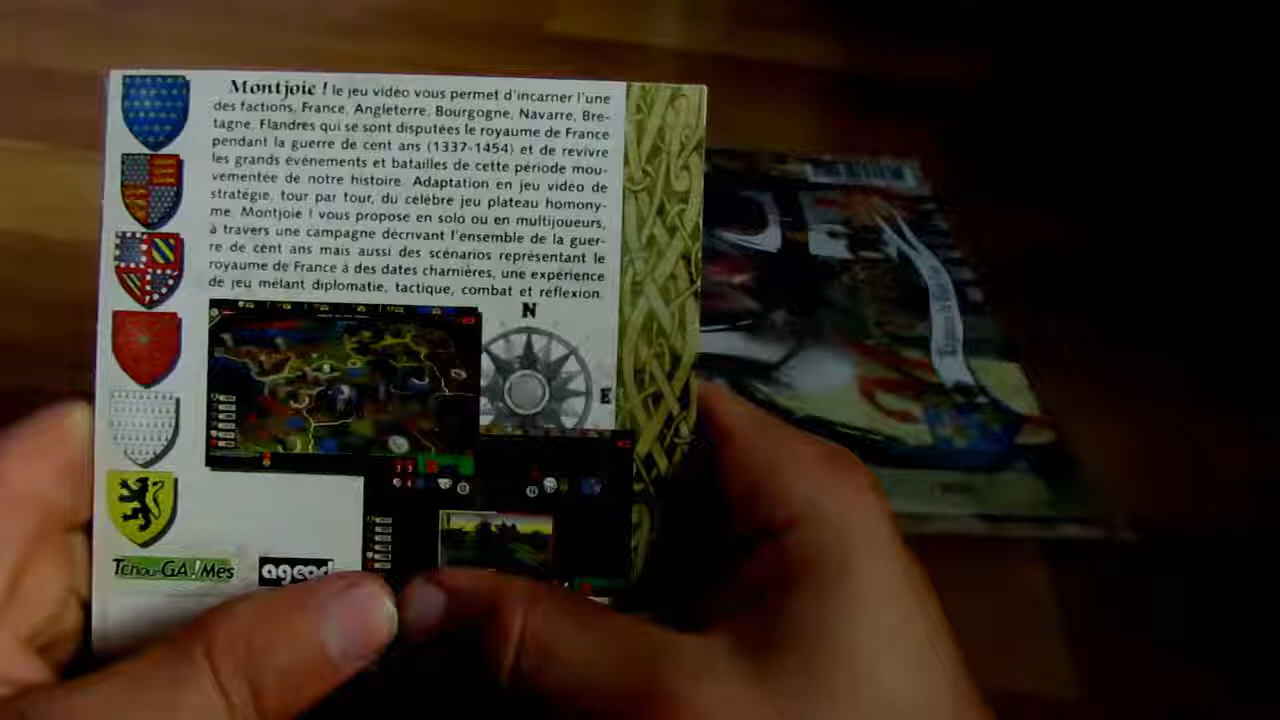 Montjoie ! le jeu vidéo vous permet d'incarner l'une
des factions, France, Angleterre, Bourgogne, Navarre, Bre-
tagne, Flandres qui se sont disputées le royaume de France
pendant la guerre de cent ans (1337-1454) et de revivre
les grands événements et batailles de cette période mou-
vementée de notre histoire. Adaptation en jeu vidéo de
stratégie, tour par tour, du célèbre jeu plateau homony-
me, Montjoie ! vous propose en solo ou en multijoueurs,
à travers une campagne décrivant l'ensemble de la guer-
re de cent ans mais aussi des scénarios représentant le
royaume de France à des dates charnières, une expérience
de jeu mélant diplomatie, tactique, combat et réflexion.
N
E
Tchou-GA!Mes
ageod